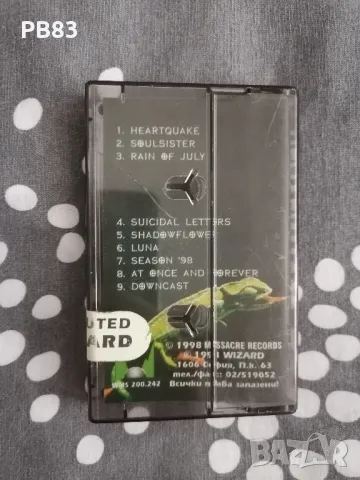 PB83
1. HEARTQUAKE
2. SOULSISTER
3. RAIN OF JULY
4. SUICIDAL LETTERS
5. SHADOWFLOWER
6. LUNA
7. SEASON '98
8. AT ONCE AND FOREVER
9. DOWNCAST
UTED
ARD
℗ 1998 MASSACRE RECORDS
© 1998 WIZARD
1606 София, П.к. 63
тел./факс: 02/519052
WMS 200.242 Всички права запазени!
BAZAR